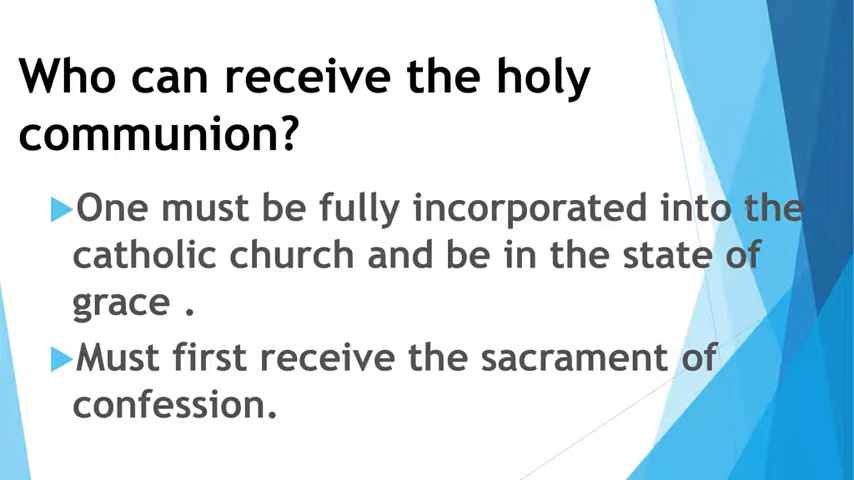 Who can receive the holy
communion?
One must be fully incorporated into the
catholic church and be in the state of
grace .
Must first receive the sacrament of
confession.